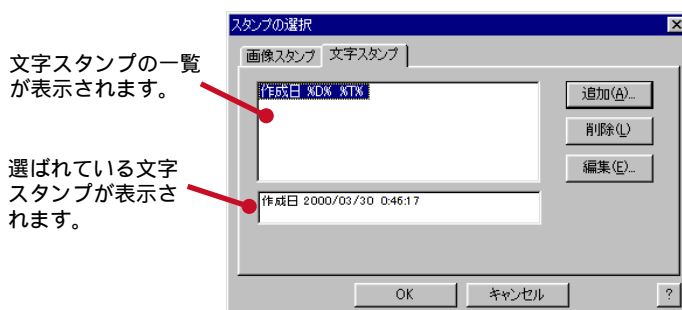 スタンプの選択
画像スタンプ 文字スタンプ
文字スタンプの一覧
が表示されます。
作成日 %D% %T%
追加(A)...
削除(L)
編集(E)...
選ばれている文字
スタンプが表示さ
れます。
作成日 2000/03/30 0:46:17
OK キャンセル ?